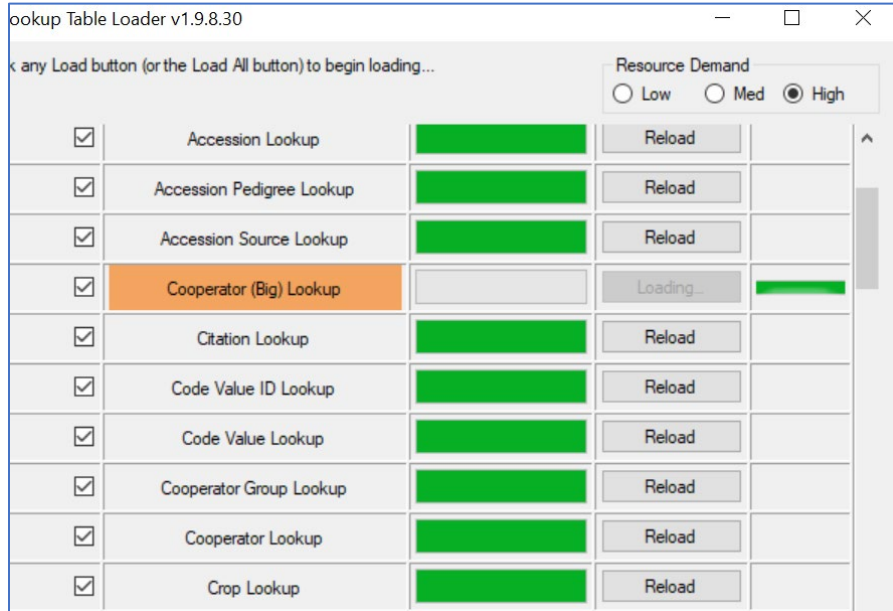 ookup Table Loader v1.9.8.30
k any Load button (or the Load All button) to begin loading...
Resource Demand
Low Med High
Accession Lookup Reload
Accession Pedigree Lookup Reload
Accession Source Lookup Reload
Cooperator (Big) Lookup Loading...
Citation Lookup Reload
Code Value ID Lookup Reload
Code Value Lookup Reload
Cooperator Group Lookup Reload
Cooperator Lookup Reload
Crop Lookup Reload